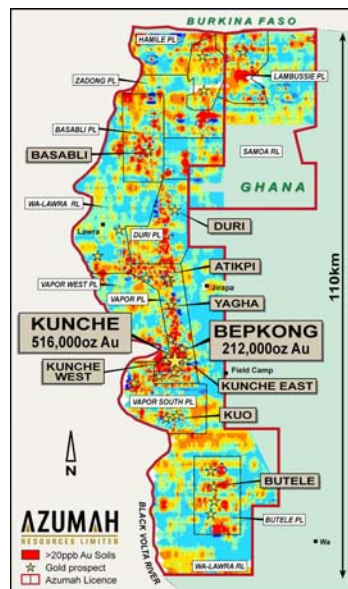 BURKINA FASO
HAMILE PL
ZADONG PL
LAMBUSSIE PL
BASABLI PL
BASABLI
SAMOA RL
GHANA
WA-LAWRA RL
DURI
Lawra
DURI PL
ATIKPI
VAPOR WEST PL
Jirapa
VAPOR PL
YAGHA
110km
KUNCHE
516,000oz Au
BEPKONG
212,000oz Au
KUNCHE
WEST
Field Camp
KUNCHE EAST
VAPOR SOUTH PL
KUO
N
BUTELE
BUTELE PL
AZUMAH
RESOURCES LIMITED
BLACK VOLTA RIVER
Wa
>20ppb Au Soils
Gold prospect
Azumah Licence
WA-LAWRA RL